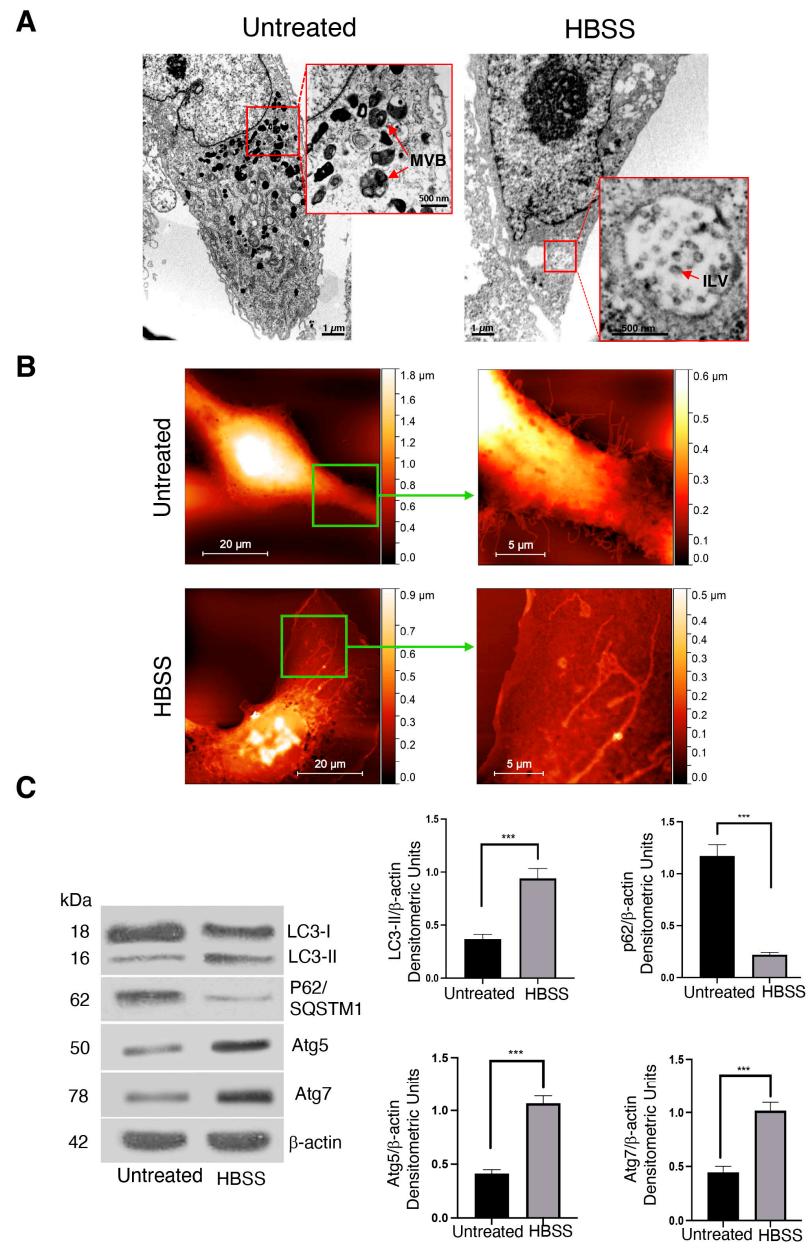 A
Untreated
HBSS
MVB
500 nm
1 µm
ILV
1 µm
500 nm
B
Untreated
1.8 µm
1.6
1.4
1.2
1.0
0.8
0.6
0.4
0.0
20 µm
0.6 µm
0.5
0.4
0.3
0.2
0.1
0.0
5 µm
HBSS
0.9 µm
0.7
0.6
0.5
0.4
0.3
0.2
0.0
20 µm
0.5 µm
0.4
0.4
0.3
0.3
0.2
0.2
0.1
0.1
0.0
5 µm
C
kDa
18 LC3-I
16 LC3-II
62 P62/
SQSTM1
50 Atg5
78 Atg7
42 β-actin
Untreated HBSS
LC3-II/β-actin
Densitometric Units
1.5
1.0
0.5
0.0
***
Untreated HBSS
p62/β-actin
Densitometric Units
1.5
1.0
0.5
0.0
***
Untreated HBSS
Atg5/β-actin
Densitometric Units
1.5
1.0
0.5
0.0
***
Untreated HBSS
Atg7/β-actin
Densitometric Units
1.5
1.0
0.5
0.0
***
Untreated HBSS